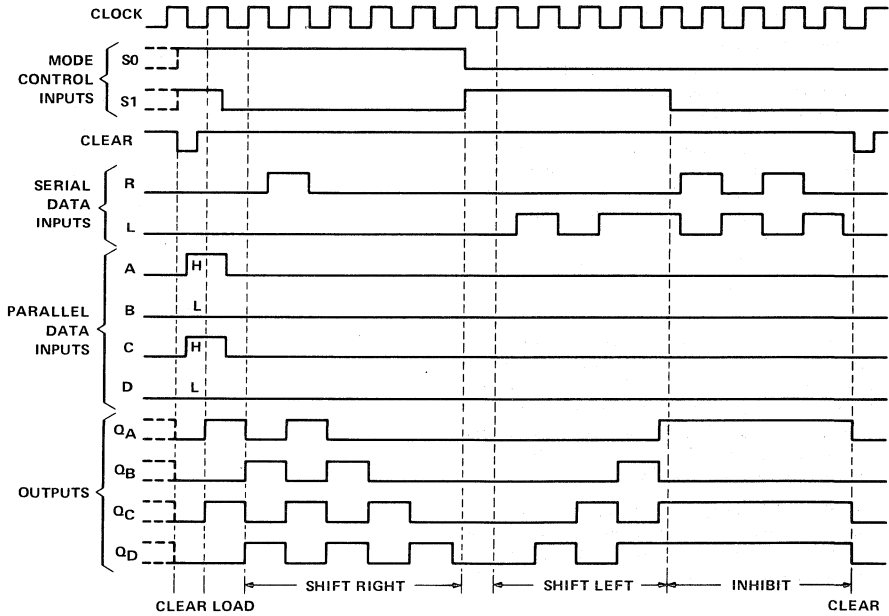 CLOCK
MODE CONTROL INPUTS
S0
S1
CLEAR
SERIAL DATA INPUTS
R
L
PARALLEL DATA INPUTS
A
H
B
L
C
H
D
L
OUTPUTS
QA
QB
QC
QD
SHIFT RIGHT
SHIFT LEFT
INHIBIT
CLEAR LOAD
CLEAR